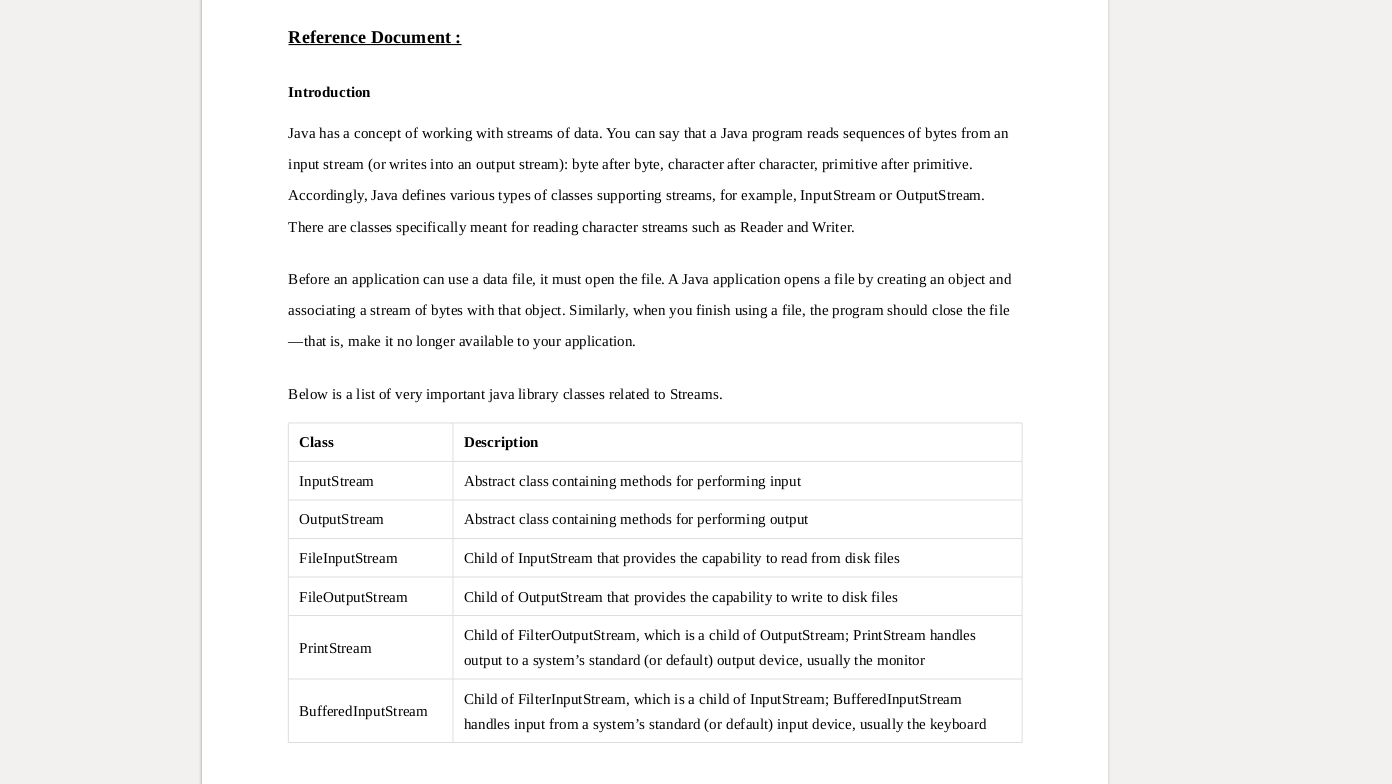 Reference Document :
Introduction
Java has a concept of working with streams of data. You can say that a Java program reads sequences of bytes from an
input stream (or writes into an output stream): byte after byte, character after character, primitive after primitive.
Accordingly, Java defines various types of classes supporting streams, for example, InputStream or OutputStream.
There are classes specifically meant for reading character streams such as Reader and Writer.
Before an application can use a data file, it must open the file. A Java application opens a file by creating an object and
associating a stream of bytes with that object. Similarly, when you finish using a file, the program should close the file
—that is, make it no longer available to your application.
Below is a list of very important java library classes related to Streams.
Class Description
InputStream Abstract class containing methods for performing input
OutputStream Abstract class containing methods for performing output
FileInputStream Child of InputStream that provides the capability to read from disk files
FileOutputStream Child of OutputStream that provides the capability to write to disk files
PrintStream Child of FilterOutputStream, which is a child of OutputStream; PrintStream handles
output to a system’s standard (or default) output device, usually the monitor
BufferedInputStream Child of FilterInputStream, which is a child of InputStream; BufferedInputStream
handles input from a system’s standard (or default) input device, usually the keyboard